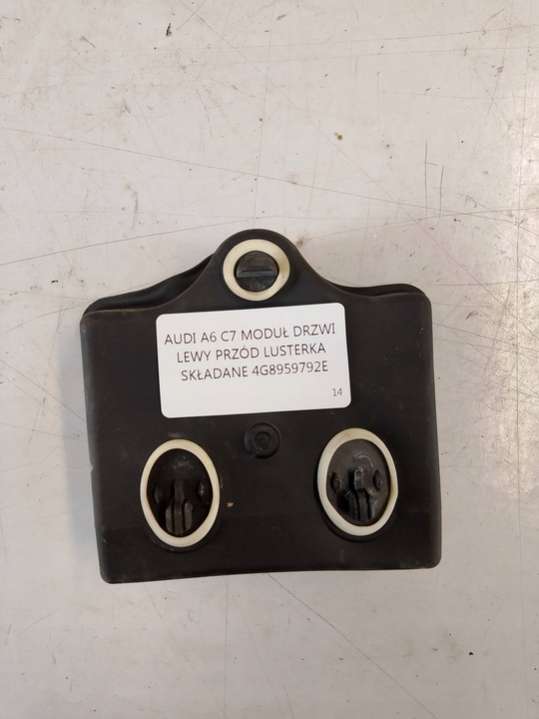 AUDI A6 C7 MODUŁ DRZWI
LEWY PRZÓD LUSTERKA
SKŁADANE 4G8959792E
14